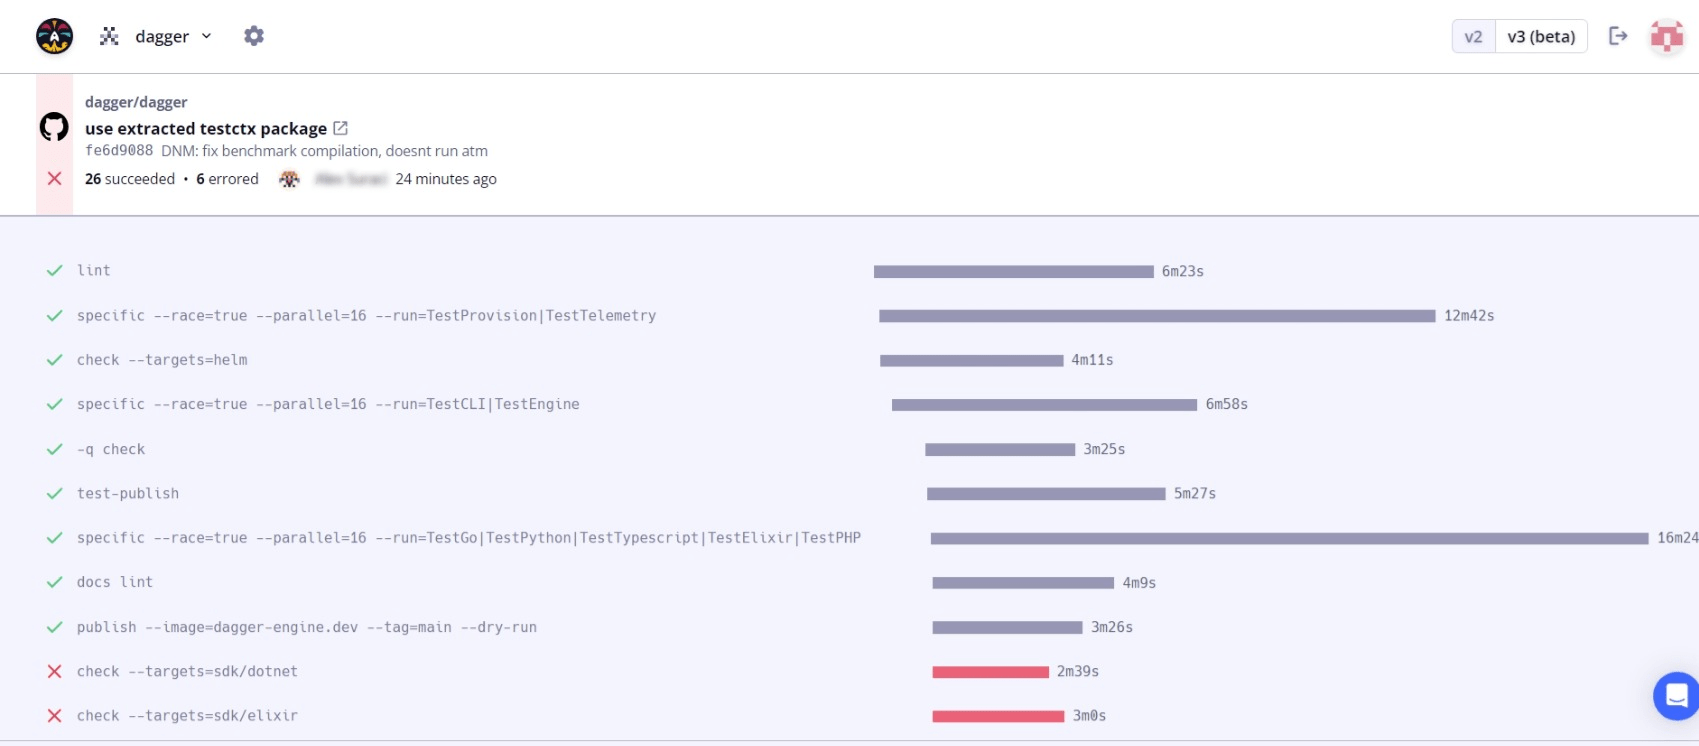 dagger
v2 v3 (beta)
dagger/dagger
use extracted testctx package
fe6d9088 DNM: fix benchmark compilation, doesnt run atm
26 succeeded • 6 errored 24 minutes ago
lint 6m23s
specific --race=true --parallel=16 --run=TestProvision|TestTelemetry 12m42s
check --targets=helm 4m11s
specific --race=true --parallel=16 --run=TestCLI|TestEngine 6m58s
-q check 3m25s
test-publish 5m27s
specific --race=true --parallel=16 --run=TestGo|TestPython|TestTypescript|TestElixir|TestPHP 16m24
docs lint 4m9s
publish --image=dagger-engine.dev --tag=main --dry-run 3m26s
check --targets=sdk/dotnet 2m39s
check --targets=sdk/elixir 3m0s